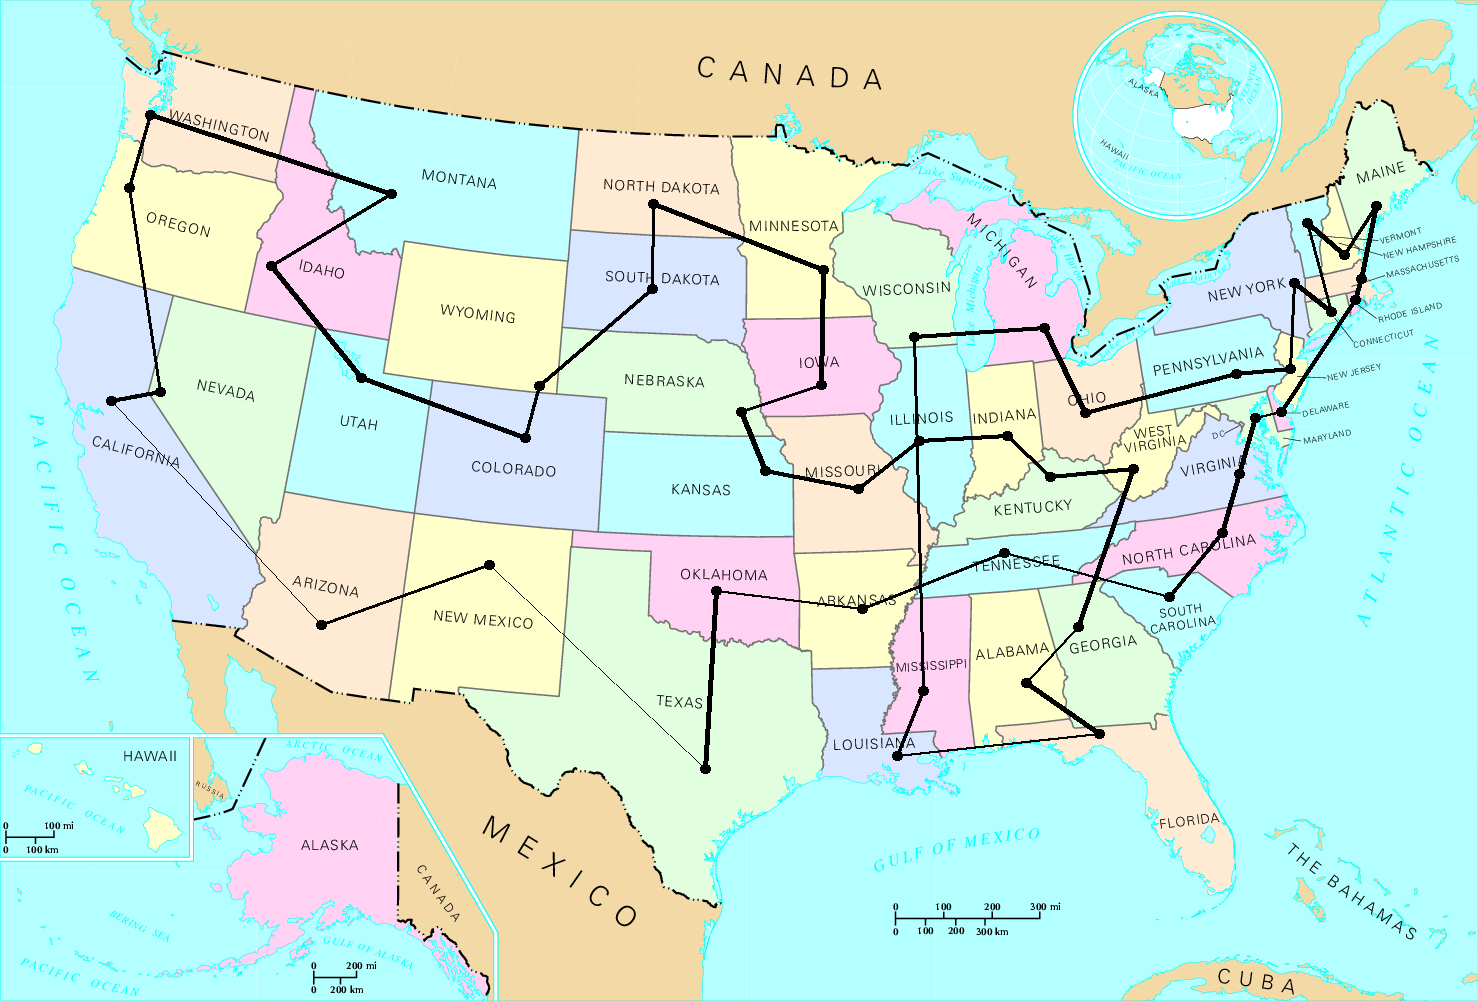 CANADA
ALASKA
HAWAII
PACIFIC OCEAN
ATLANTIC OCEAN
WASHINGTON
MONTANA
NORTH DAKOTA
MINNESOTA
Lake Superior
MICHIGAN
MAINE
OREGON
IDAHO
WYOMING
SOUTH DAKOTA
WISCONSIN
Lake Michigan
NEW YORK
VERMONT
NEW HAMPSHIRE
MASSACHUSETTS
RHODE ISLAND
CONNECTICUT
NEVADA
UTAH
COLORADO
NEBRASKA
IOWA
ILLINOIS
INDIANA
OHIO
PENNSYLVANIA
NEW JERSEY
DELAWARE
MARYLAND
DC
WEST
VIRGINIA
VIRGINIA
CALIFORNIA
KANSAS
MISSOURI
KENTUCKY
ARIZONA
NEW MEXICO
OKLAHOMA
ARKANSAS
TENNESSEE
NORTH CAROLINA
SOUTH
CAROLINA
TEXAS
LOUISIANA
MISSISSIPPI
ALABAMA
GEORGIA
FLORIDA
PACIFIC OCEAN
ATLANTIC OCEAN
GULF OF MEXICO
MEXICO
THE BAHAMAS
CUBA
HAWAII
PACIFIC OCEAN
0 100 mi
0 100 km
RUSSIA
ARCTIC OCEAN
ALASKA
CANADA
BERING SEA
GULF OF ALASKA
PACIFIC OCEAN
0 200 mi
0 200 km
0 100 200 300 mi
0 100 200 300 km